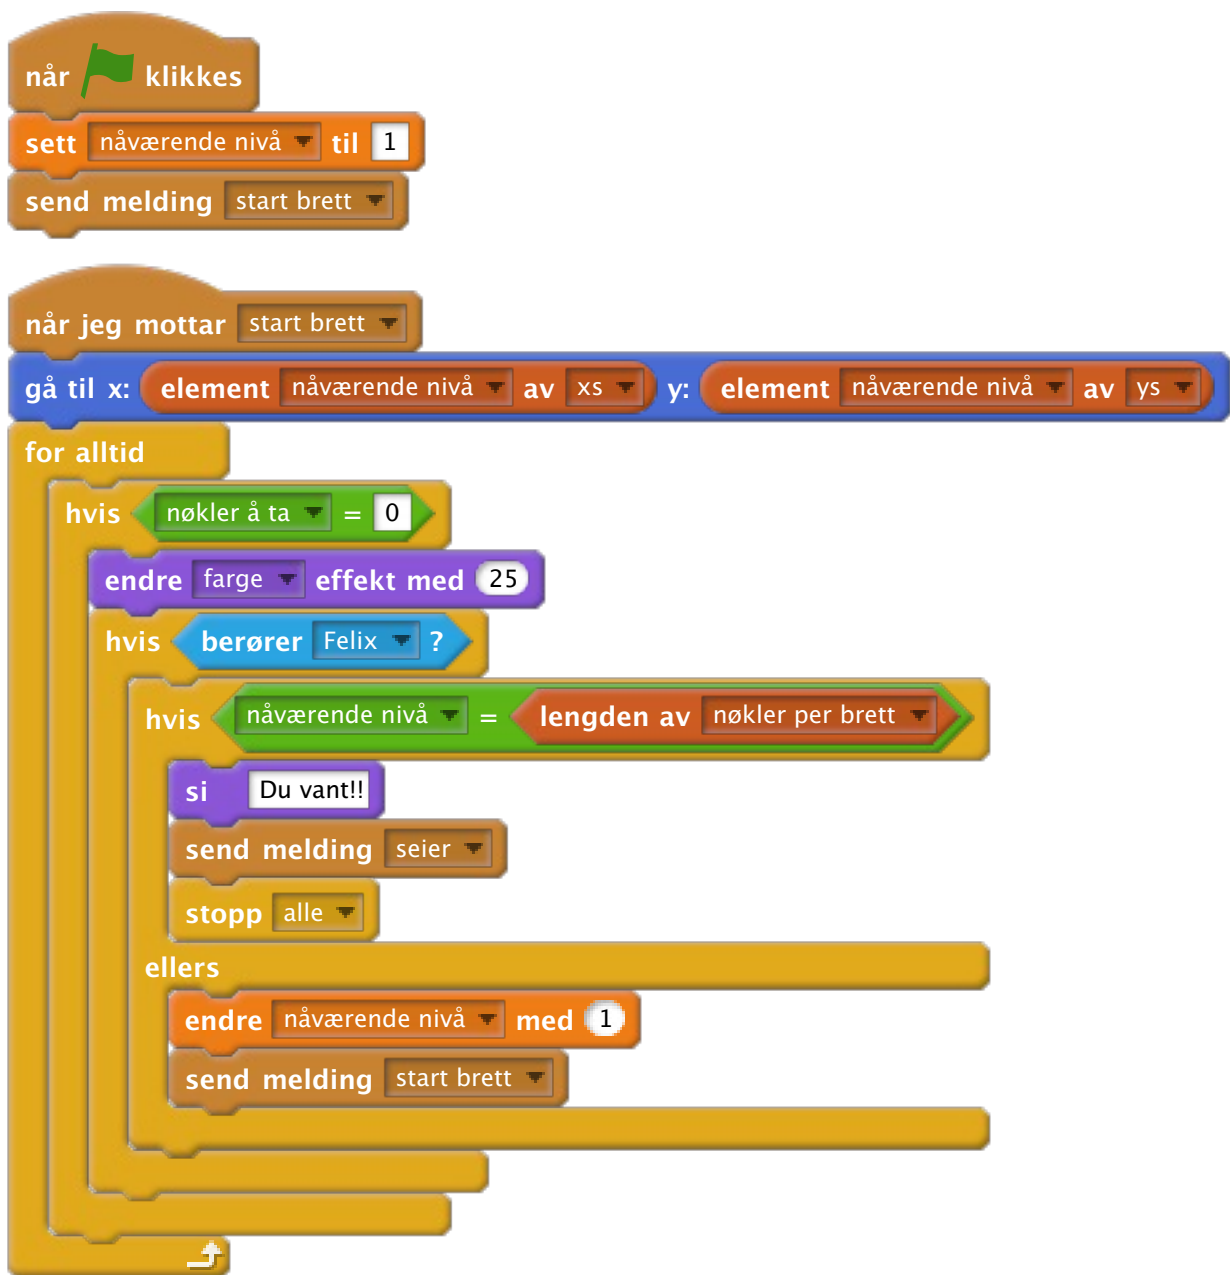 når klikkes
sett nåværende nivå til 1
send melding start brett
når jeg mottar start brett
gå til x: element nåværende nivå av xs y: element nåværende nivå av ys
for alltid
hvis nøkler å ta = 0
endre farge effekt med 25
hvis berører Felix ?
hvis nåværende nivå = lengden av nøkler per brett
si Du vant!!
send melding seier
stopp alle
ellers
endre nåværende nivå med 1
send melding start brett